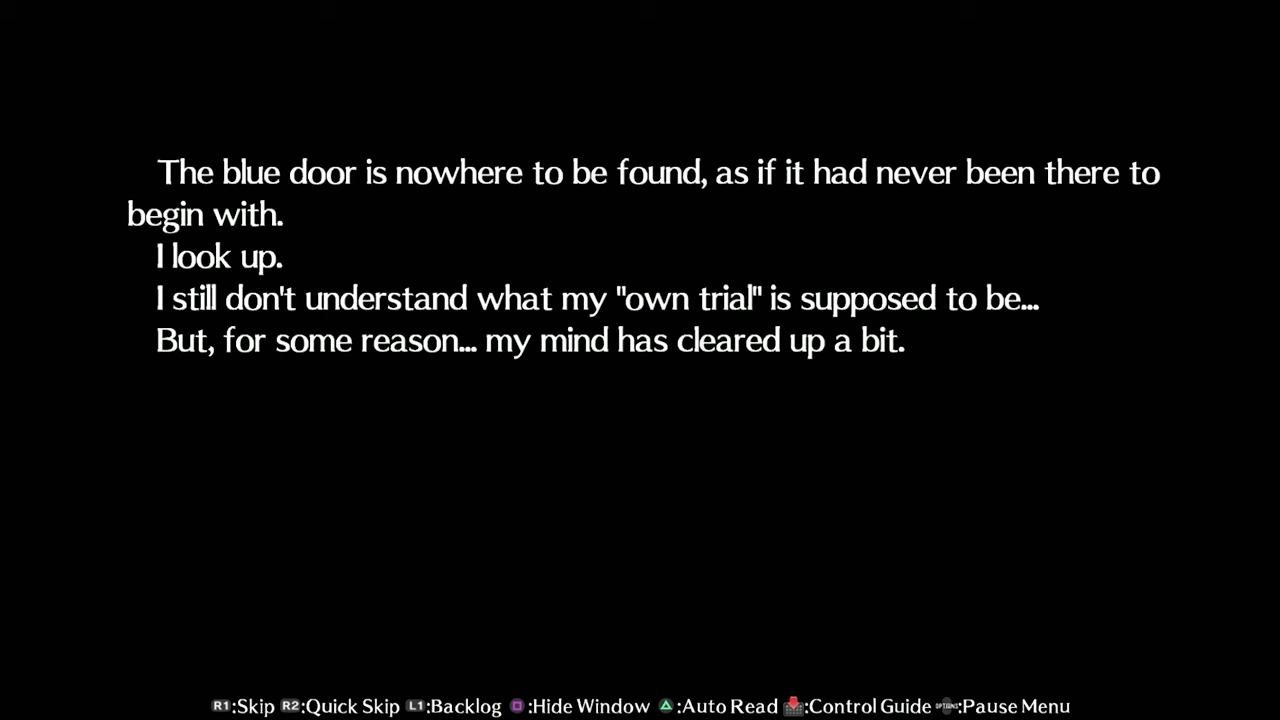 The blue door is nowhere to be found, as if it had never been there to
begin with.
I look up.
I still don't understand what my "own trial" is supposed to be...
But, for some reason... my mind has cleared up a bit.
R1:Skip R2:Quick Skip L1:Backlog :Hide Window :Auto Read :Control Guide OPTIONS:Pause Menu